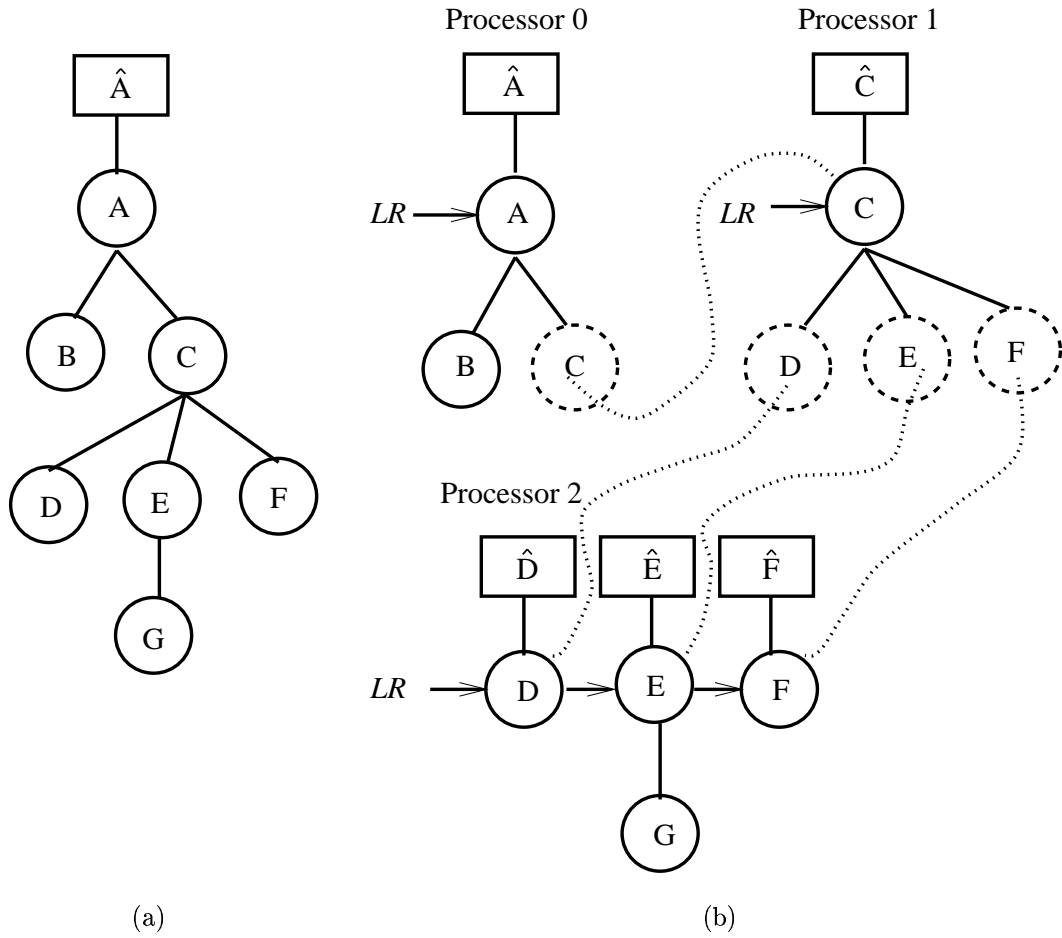 Processor 0
Processor 1
Â
Â
Ĉ
A
LR
A
LR
C
B
C
B
C
D
E
F
D
E
F
Processor 2
D̂
Ê
F̂
G
LR
D
E
F
G
(a)
(b)